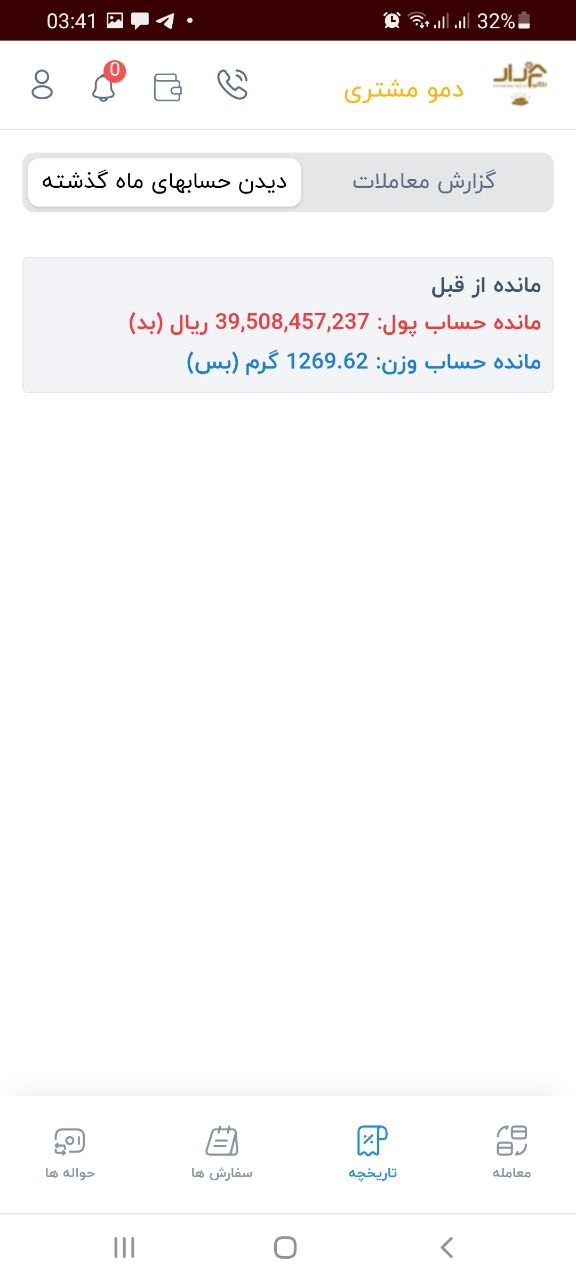 03:41
32%
دمو مشتری
0
گزارش معاملات
دیدن حسابهای ماه گذشته
مانده از قبل
مانده حساب پول: 39,508,457,237 ریال (بد)
مانده حساب وزن: 1269.62 گرم (بس)
معامله
تاریخچه
سفارش ها
حواله ها